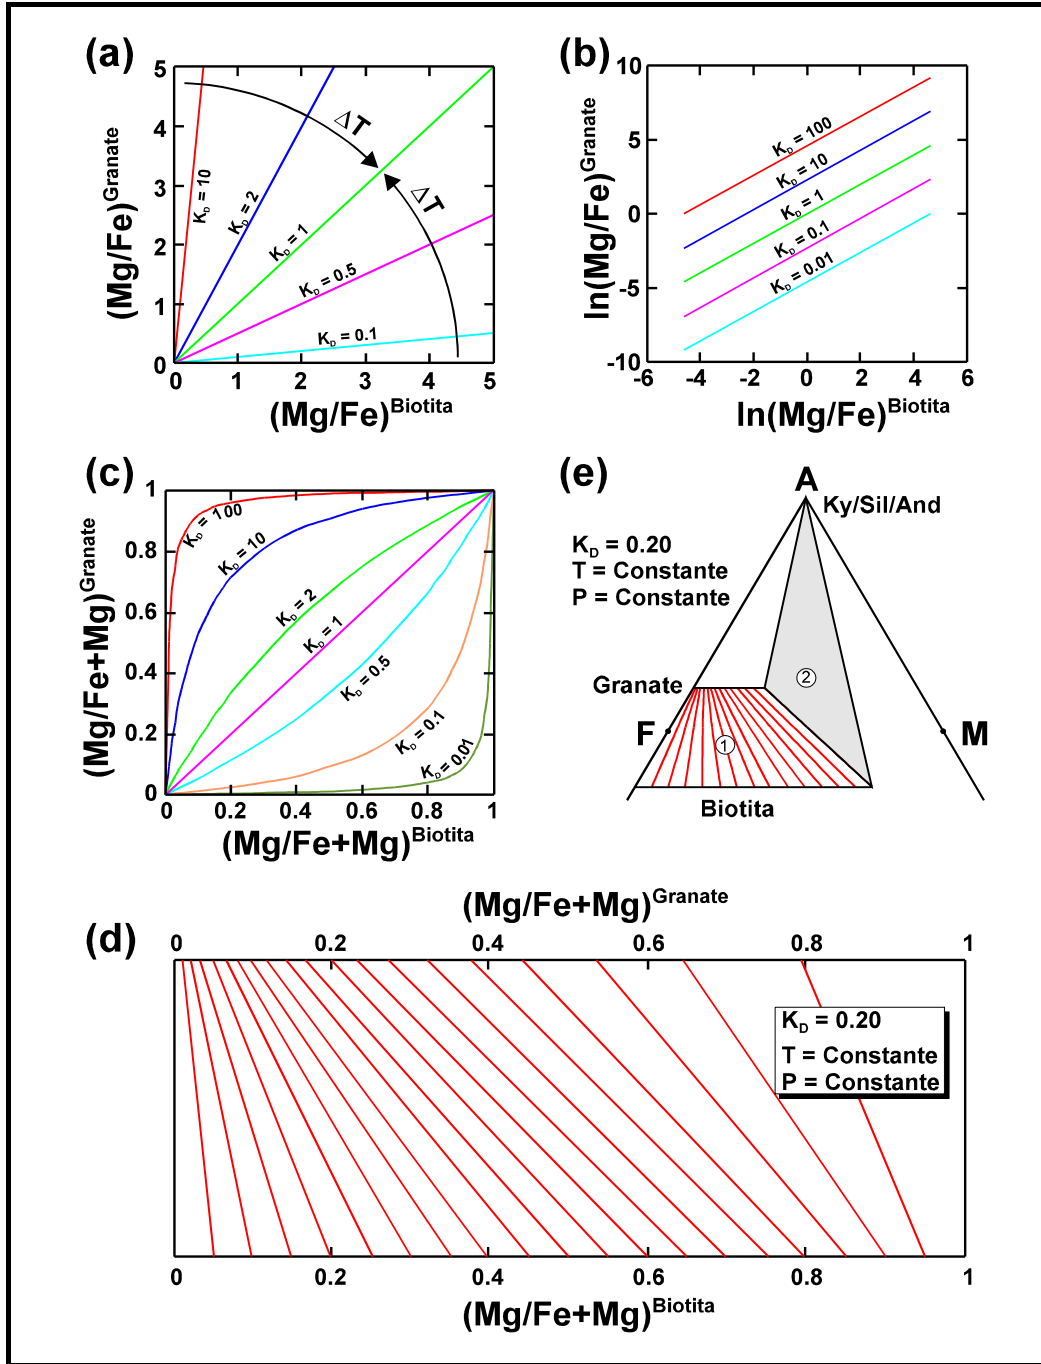 (a)
(Mg/Fe)Granate
5
4
3
2
1
0
0 1 2 3 4 5
(Mg/Fe)Biotita
KD = 10
KD = 2
KD = 1
KD = 0.5
KD = 0.1
ΔT
ΔT
(b)
ln(Mg/Fe)Granate
10
5
0
-5
-10
-6 -4 -2 0 2 4 6
ln(Mg/Fe)Biotita
KD = 100
KD = 10
KD = 1
KD = 0.1
KD = 0.01
(c)
(Mg/Fe+Mg)Granate
1
0.8
0.6
0.4
0.2
0
0 0.2 0.4 0.6 0.8 1
(Mg/Fe+Mg)Biotita
KD = 100
KD = 10
KD = 2
KD = 1
KD = 0.5
KD = 0.1
KD = 0.01
(e)
A
Ky/Sil/And
KD = 0.20
T = Constante
P = Constante
Granate
F
M
1
2
Biotita
(d)
(Mg/Fe+Mg)Granate
0 0.2 0.4 0.6 0.8 1
KD = 0.20
T = Constante
P = Constante
0 0.2 0.4 0.6 0.8 1
(Mg/Fe+Mg)Biotita